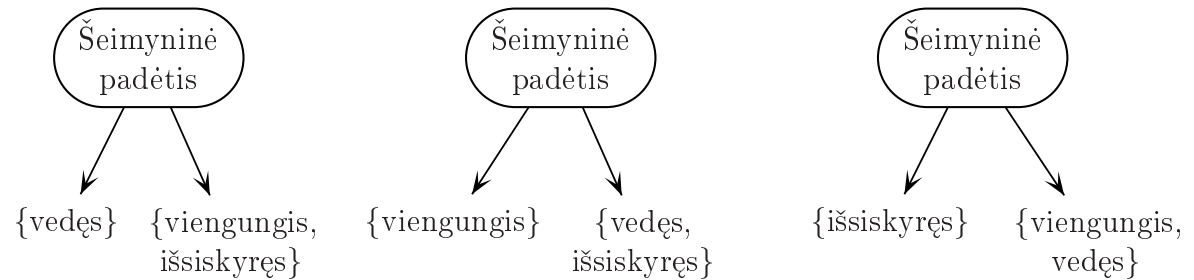 Šeimyninė
padėtis
{vedęs}
{viengungis,
išsiskyręs}
Šeimyninė
padėtis
{viengungis}
{vedęs,
išsiskyręs}
Šeimyninė
padėtis
{išsiskyręs}
{viengungis,
vedęs}